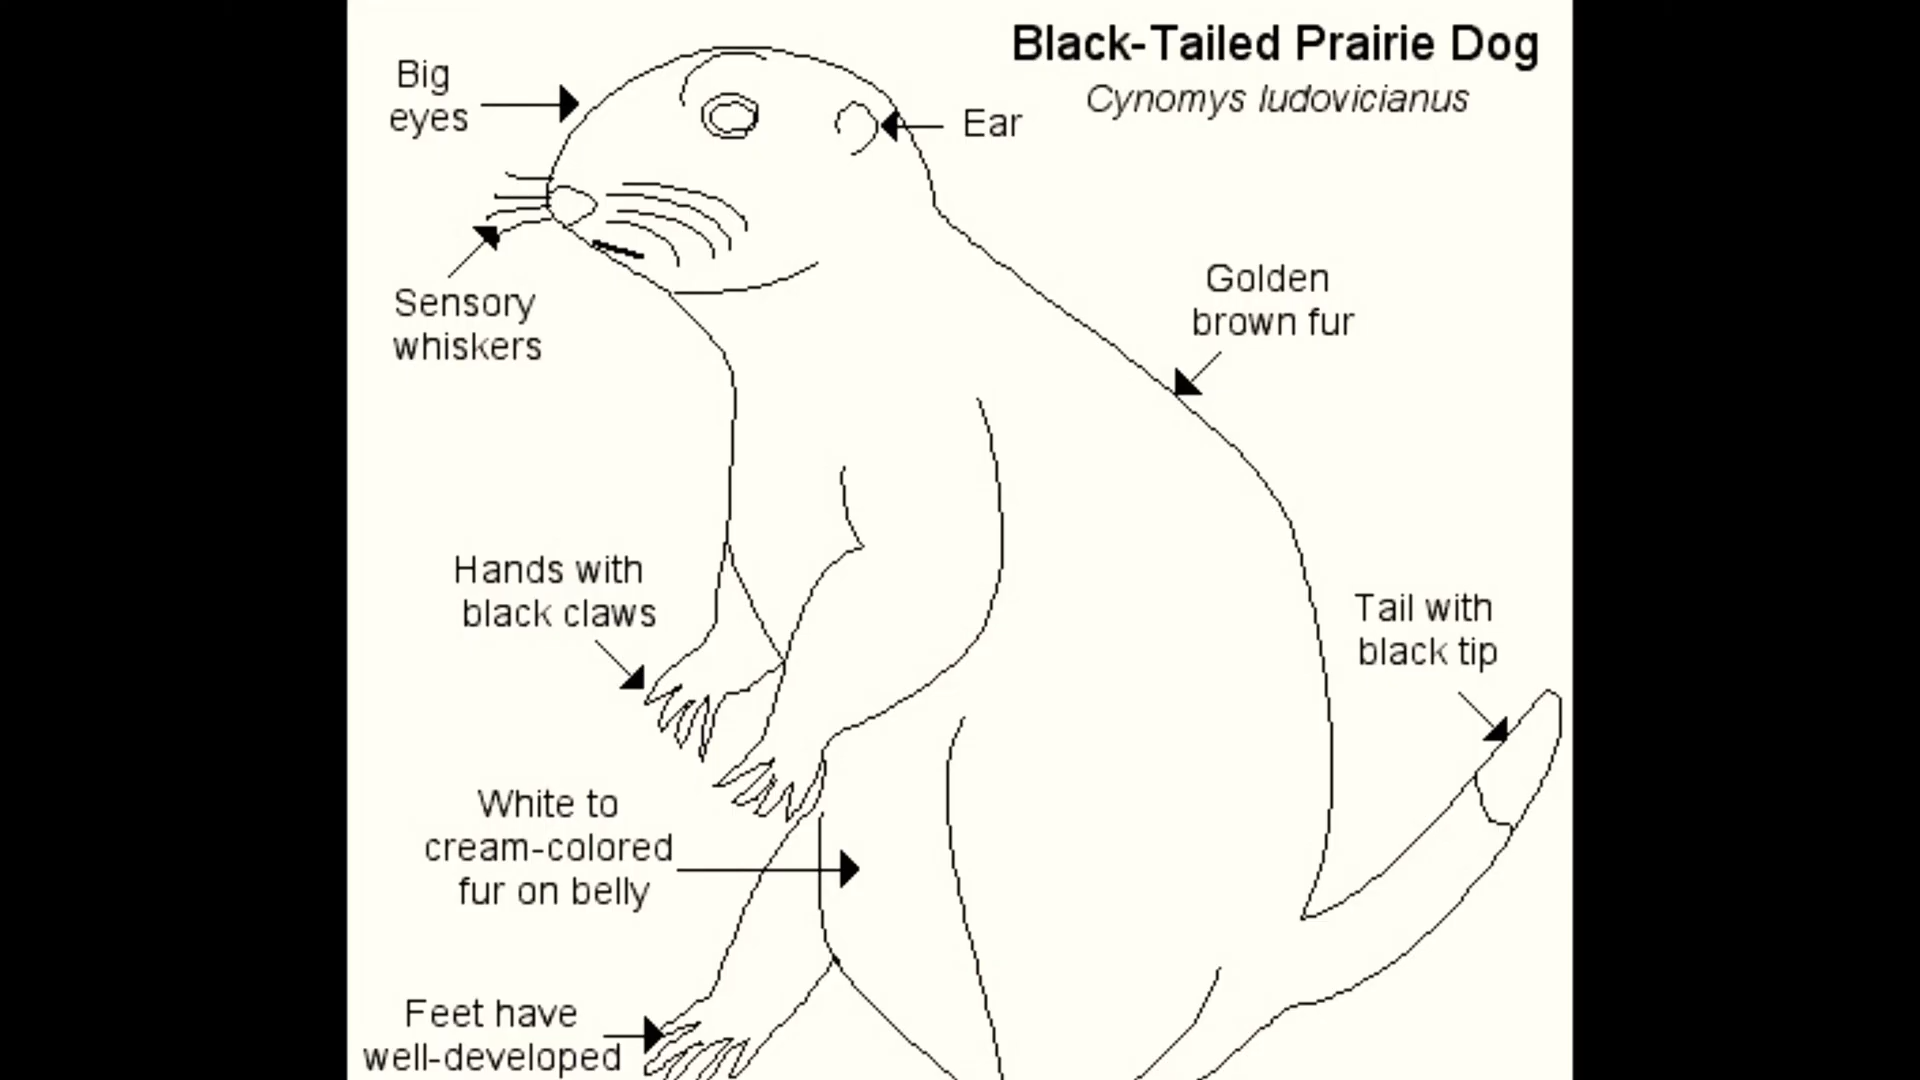 Black-Tailed Prairie Dog
Cynomys ludovicianus
Big
eyes
Ear
Sensory
whiskers
Golden
brown fur
Hands with
black claws
Tail with
black tip
White to
cream-colored
fur on belly
Feet have
well-developed